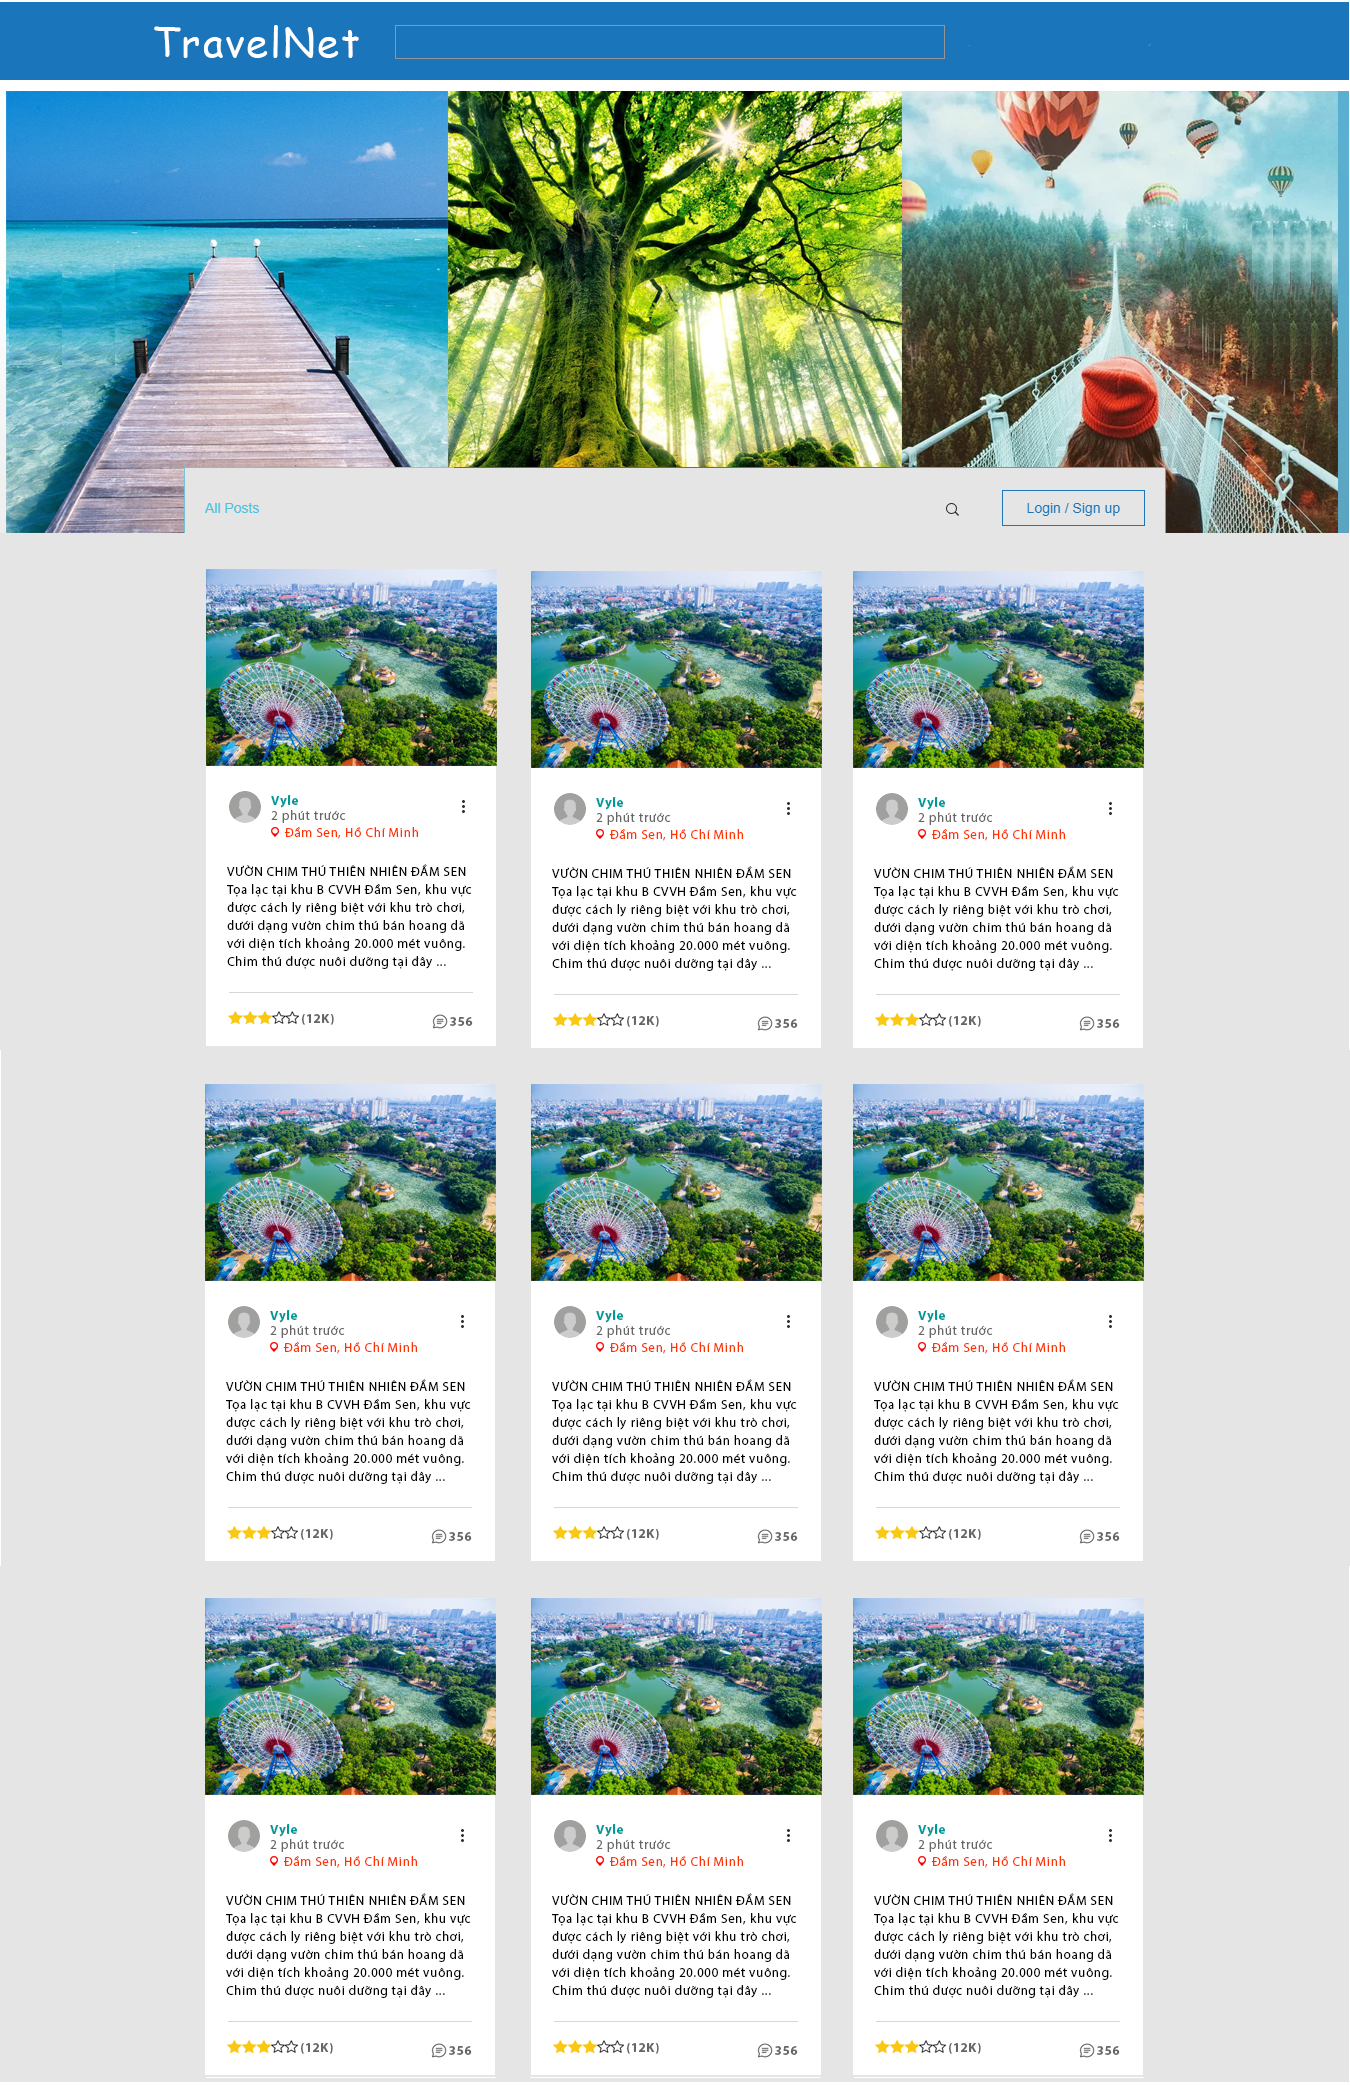 TravelNet
All Posts
Login / Sign up
Vyle
2 phút trước
Đầm Sen, Hồ Chí Minh
VƯỜN CHIM THÚ THIÊN NHIÊN ĐẦM SEN
Tọa lạc tại khu B CVVH Đầm Sen, khu vực
được cách ly riêng biệt với khu trò chơi,
dưới dạng vườn chim thú bán hoang dã
với diện tích khoảng 20.000 mét vuông.
Chim thú được nuôi dưỡng tại đây ...
(12K)
356
Vyle
2 phút trước
Đầm Sen, Hồ Chí Minh
VƯỜN CHIM THÚ THIÊN NHIÊN ĐẦM SEN
Tọa lạc tại khu B CVVH Đầm Sen, khu vực
được cách ly riêng biệt với khu trò chơi,
dưới dạng vườn chim thú bán hoang dã
với diện tích khoảng 20.000 mét vuông.
Chim thú được nuôi dưỡng tại đây ...
(12K)
356
Vyle
2 phút trước
Đầm Sen, Hồ Chí Minh
VƯỜN CHIM THÚ THIÊN NHIÊN ĐẦM SEN
Tọa lạc tại khu B CVVH Đầm Sen, khu vực
được cách ly riêng biệt với khu trò chơi,
dưới dạng vườn chim thú bán hoang dã
với diện tích khoảng 20.000 mét vuông.
Chim thú được nuôi dưỡng tại đây ...
(12K)
356
Vyle
2 phút trước
Đầm Sen, Hồ Chí Minh
VƯỜN CHIM THÚ THIÊN NHIÊN ĐẦM SEN
Tọa lạc tại khu B CVVH Đầm Sen, khu vực
được cách ly riêng biệt với khu trò chơi,
dưới dạng vườn chim thú bán hoang dã
với diện tích khoảng 20.000 mét vuông.
Chim thú được nuôi dưỡng tại đây ...
(12K)
356
Vyle
2 phút trước
Đầm Sen, Hồ Chí Minh
VƯỜN CHIM THÚ THIÊN NHIÊN ĐẦM SEN
Tọa lạc tại khu B CVVH Đầm Sen, khu vực
được cách ly riêng biệt với khu trò chơi,
dưới dạng vườn chim thú bán hoang dã
với diện tích khoảng 20.000 mét vuông.
Chim thú được nuôi dưỡng tại đây ...
(12K)
356
Vyle
2 phút trước
Đầm Sen, Hồ Chí Minh
VƯỜN CHIM THÚ THIÊN NHIÊN ĐẦM SEN
Tọa lạc tại khu B CVVH Đầm Sen, khu vực
được cách ly riêng biệt với khu trò chơi,
dưới dạng vườn chim thú bán hoang dã
với diện tích khoảng 20.000 mét vuông.
Chim thú được nuôi dưỡng tại đây ...
(12K)
356
Vyle
2 phút trước
Đầm Sen, Hồ Chí Minh
VƯỜN CHIM THÚ THIÊN NHIÊN ĐẦM SEN
Tọa lạc tại khu B CVVH Đầm Sen, khu vực
được cách ly riêng biệt với khu trò chơi,
dưới dạng vườn chim thú bán hoang dã
với diện tích khoảng 20.000 mét vuông.
Chim thú được nuôi dưỡng tại đây ...
(12K)
356
Vyle
2 phút trước
Đầm Sen, Hồ Chí Minh
VƯỜN CHIM THÚ THIÊN NHIÊN ĐẦM SEN
Tọa lạc tại khu B CVVH Đầm Sen, khu vực
được cách ly riêng biệt với khu trò chơi,
dưới dạng vườn chim thú bán hoang dã
với diện tích khoảng 20.000 mét vuông.
Chim thú được nuôi dưỡng tại đây ...
(12K)
356
Vyle
2 phút trước
Đầm Sen, Hồ Chí Minh
VƯỜN CHIM THÚ THIÊN NHIÊN ĐẦM SEN
Tọa lạc tại khu B CVVH Đầm Sen, khu vực
được cách ly riêng biệt với khu trò chơi,
dưới dạng vườn chim thú bán hoang dã
với diện tích khoảng 20.000 mét vuông.
Chim thú được nuôi dưỡng tại đây ...
(12K)
356